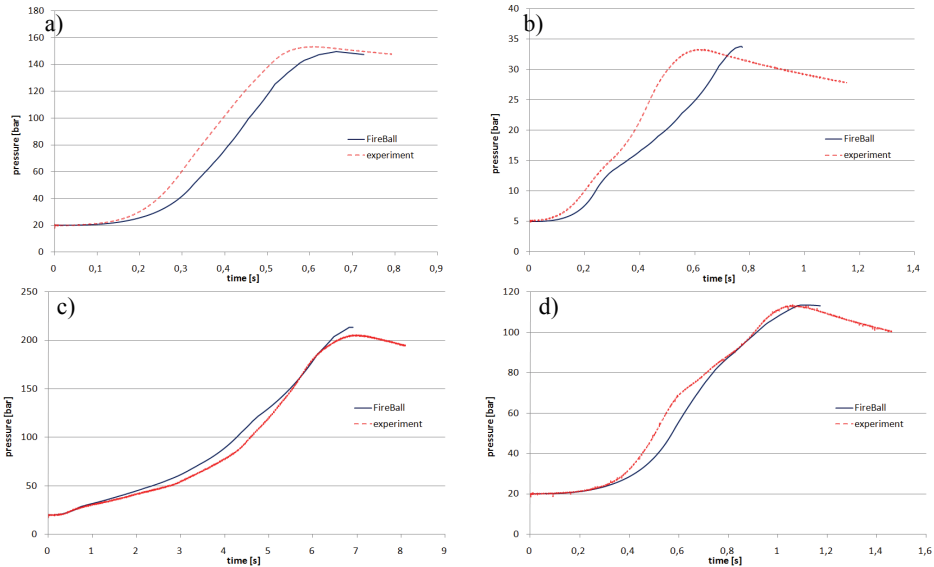 a)
pressure [bar]
180
160
140
120
100
80
60
40
20
0
FireBall
experiment
0 0,1 0,2 0,3 0,4 0,5 0,6 0,7 0,8 0,9
time [s]
b)
pressure [bar]
40
35
30
25
20
15
10
5
0
FireBall
experiment
0 0,2 0,4 0,6 0,8 1 1,2 1,4
time [s]
c)
pressure [bar]
250
200
150
100
50
0
FireBall
experiment
0 1 2 3 4 5 6 7 8 9
time [s]
d)
pressure [bar]
120
100
80
60
40
20
0
FireBall
experiment
0 0,2 0,4 0,6 0,8 1 1,2 1,4 1,6
time [s]